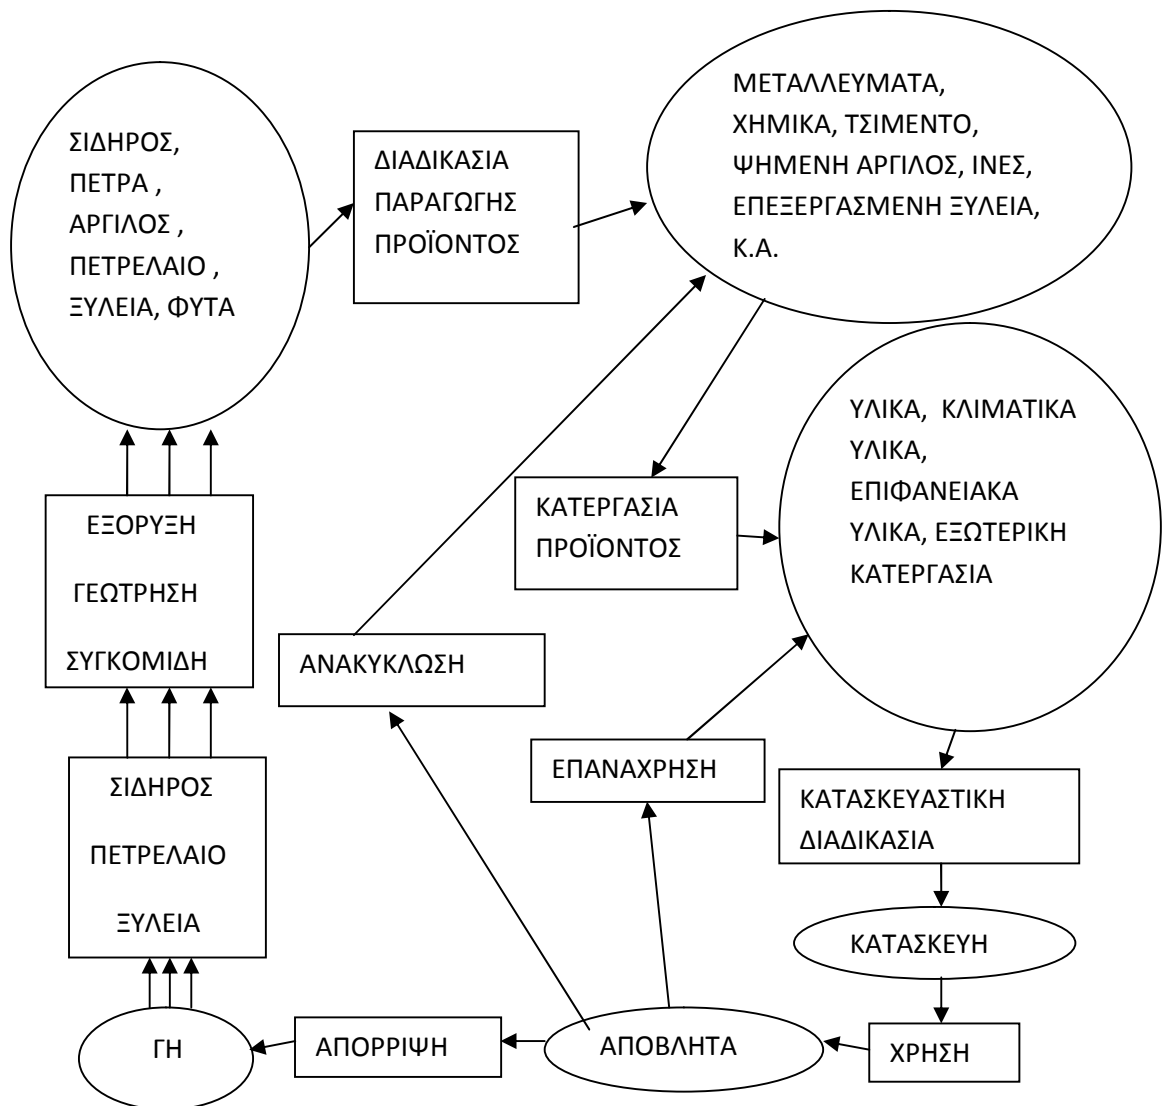 ΜΕΤΑΛΛΕΥΜΑΤΑ,
ΧΗΜΙΚΑ, ΤΣΙΜΕΝΤΟ,
ΨΗΜΕΝΗ ΑΡΓΙΛΟΣ, ΙΝΕΣ,
ΕΠΕΞΕΡΓΑΣΜΕΝΗ ΞΥΛΕΙΑ,
Κ.Α.
ΣΙΔΗΡΟΣ,
ΠΕΤΡΑ ,
ΑΡΓΙΛΟΣ ,
ΠΕΤΡΕΛΑΙΟ ,
ΞΥΛΕΙΑ, ΦΥΤΑ
ΔΙΑΔΙΚΑΣΙΑ
ΠΑΡΑΓΩΓΗΣ
ΠΡΟΪΟΝΤΟΣ
ΥΛΙΚΑ, ΚΛΙΜΑΤΙΚΑ
ΥΛΙΚΑ,
ΕΠΙΦΑΝΕΙΑΚΑ
ΥΛΙΚΑ, ΕΞΩΤΕΡΙΚΗ
ΚΑΤΕΡΓΑΣΙΑ
ΚΑΤΕΡΓΑΣΙΑ
ΠΡΟΪΟΝΤΟΣ
ΕΞΟΡΥΞΗ
ΓΕΩΤΡΗΣΗ
ΣΥΓΚΟΜΙΔΗ
ΑΝΑΚΥΚΛΩΣΗ
ΕΠΑΝΑΧΡΗΣΗ
ΣΙΔΗΡΟΣ
ΠΕΤΡΕΛΑΙΟ
ΞΥΛΕΙΑ
ΚΑΤΑΣΚΕΥΑΣΤΙΚΗ
ΔΙΑΔΙΚΑΣΙΑ
ΚΑΤΑΣΚΕΥΗ
ΓΗ
ΑΠΟΡΡΙΨΗ
ΑΠΟΒΛΗΤΑ
ΧΡΗΣΗ